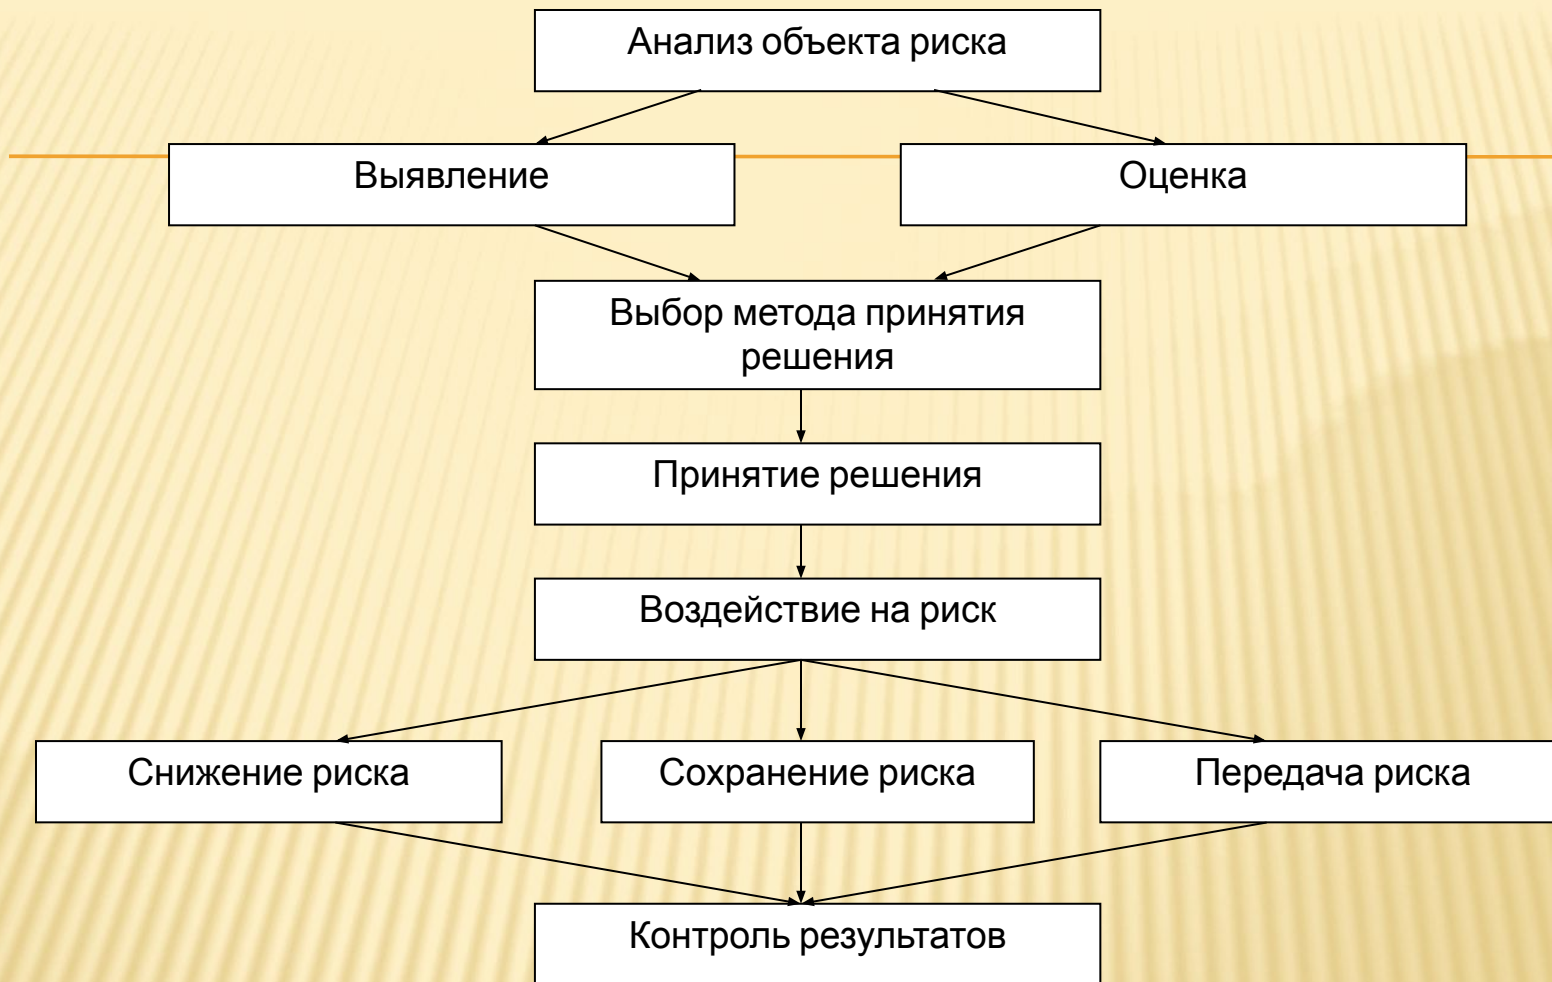 Анализ объекта риска
Выявление
Оценка
Выбор метода принятия
решения
Принятие решения
Воздействие на риск
Снижение риска
Сохранение риска
Передача риска
Контроль результатов